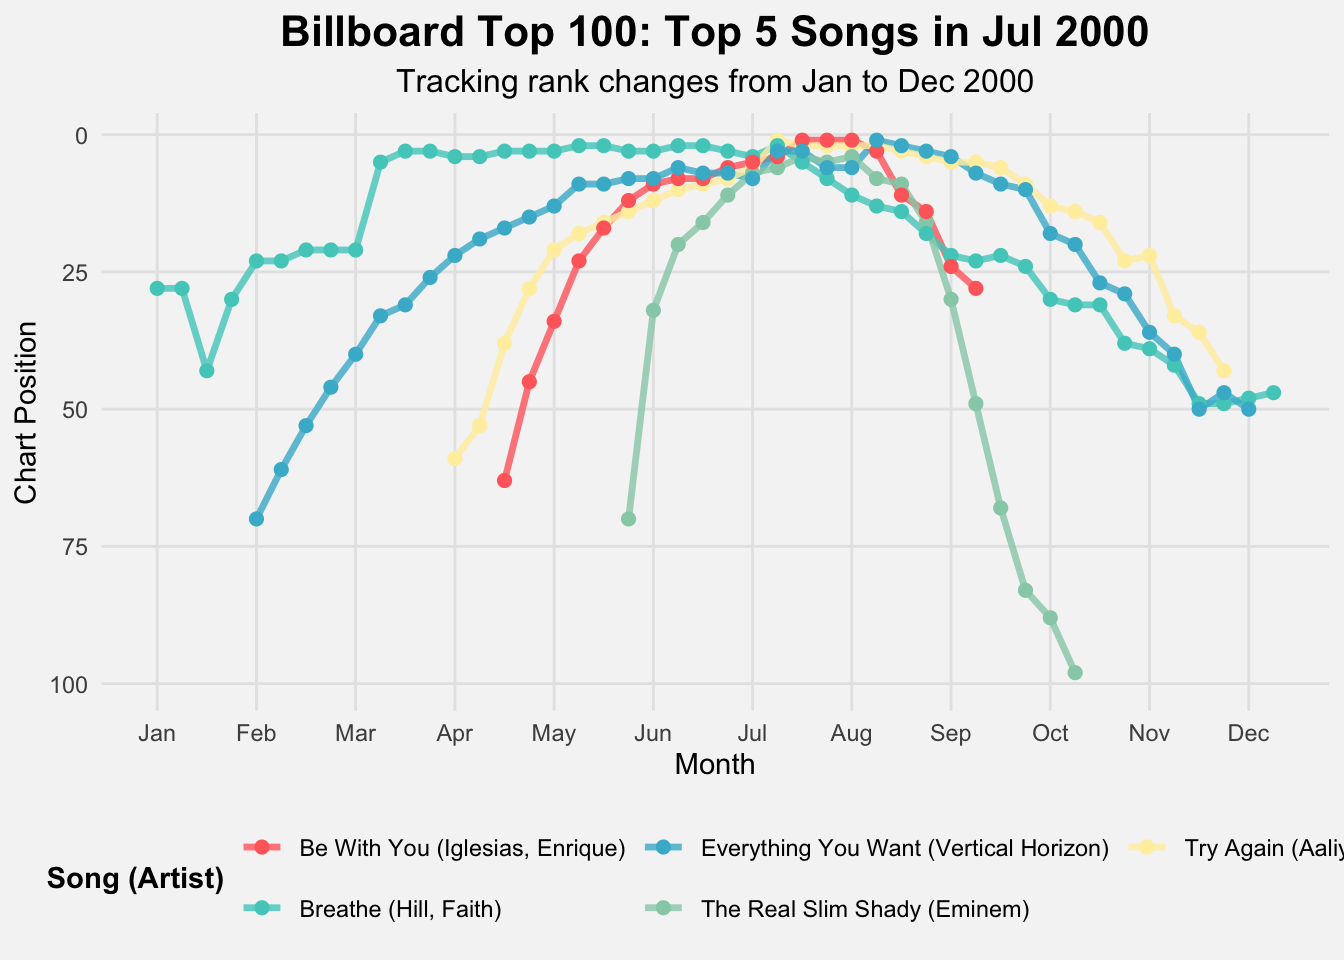 Billboard Top 100: Top 5 Songs in Jul 2000
Tracking rank changes from Jan to Dec 2000
Chart Position
0
25
50
75
100
Jan Feb Mar Apr May Jun Jul Aug Sep Oct Nov Dec
Month
Song (Artist)
Be With You (Iglesias, Enrique) Everything You Want (Vertical Horizon) Try Again (Aaliy
Breathe (Hill, Faith) The Real Slim Shady (Eminem)